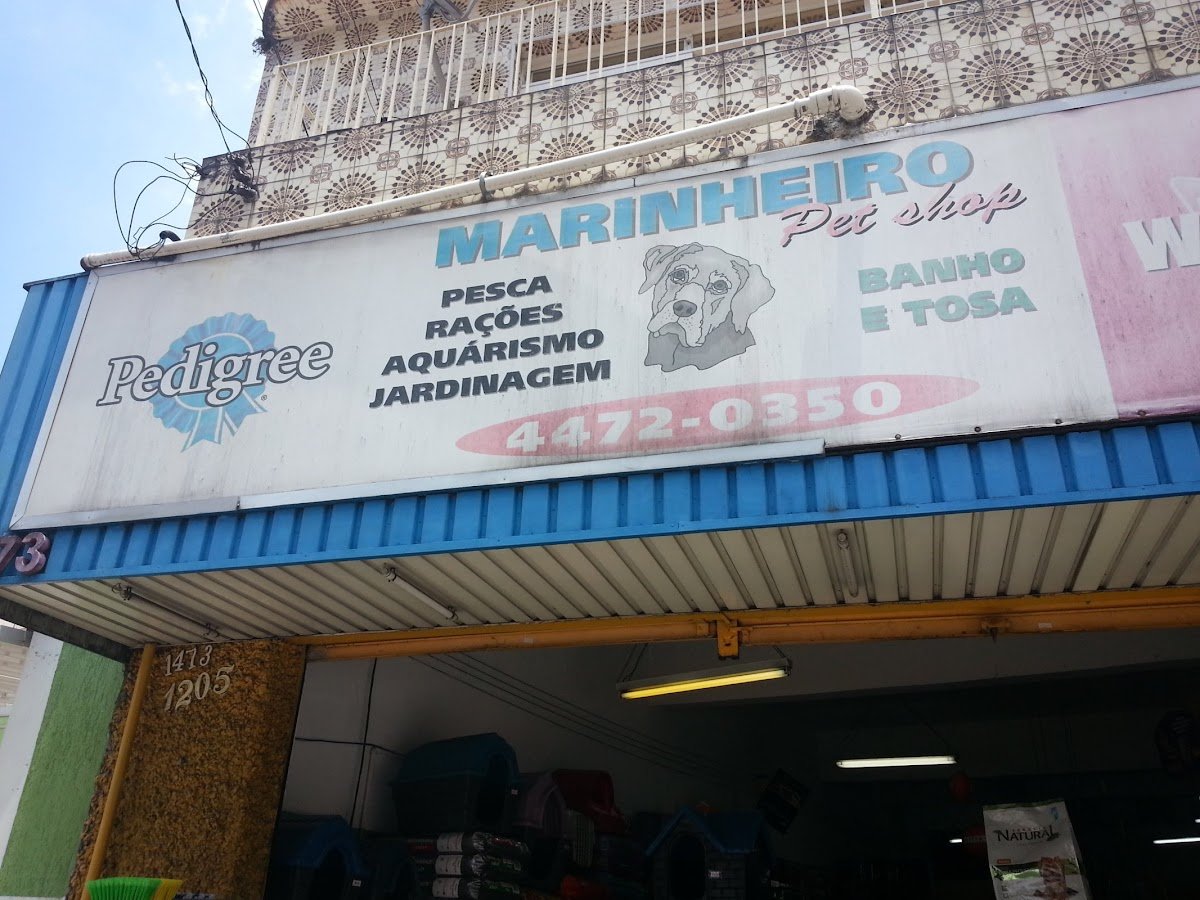 MARINHEIRO
Pet shop
Pedigree
PESCA
RAÇÕES
AQUÁRISMO
JARDINAGEM
BANHO
E TOSA
4472-0350
W
73
1473
1205
NATURAL